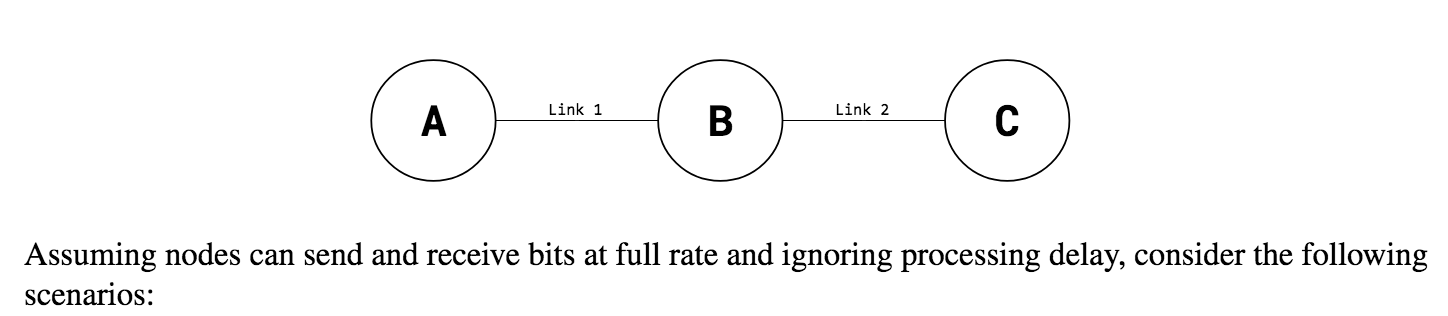 A Link 1 B Link 2 C
Assuming nodes can send and receive bits at full rate and ignoring processing delay, consider the following
scenarios: